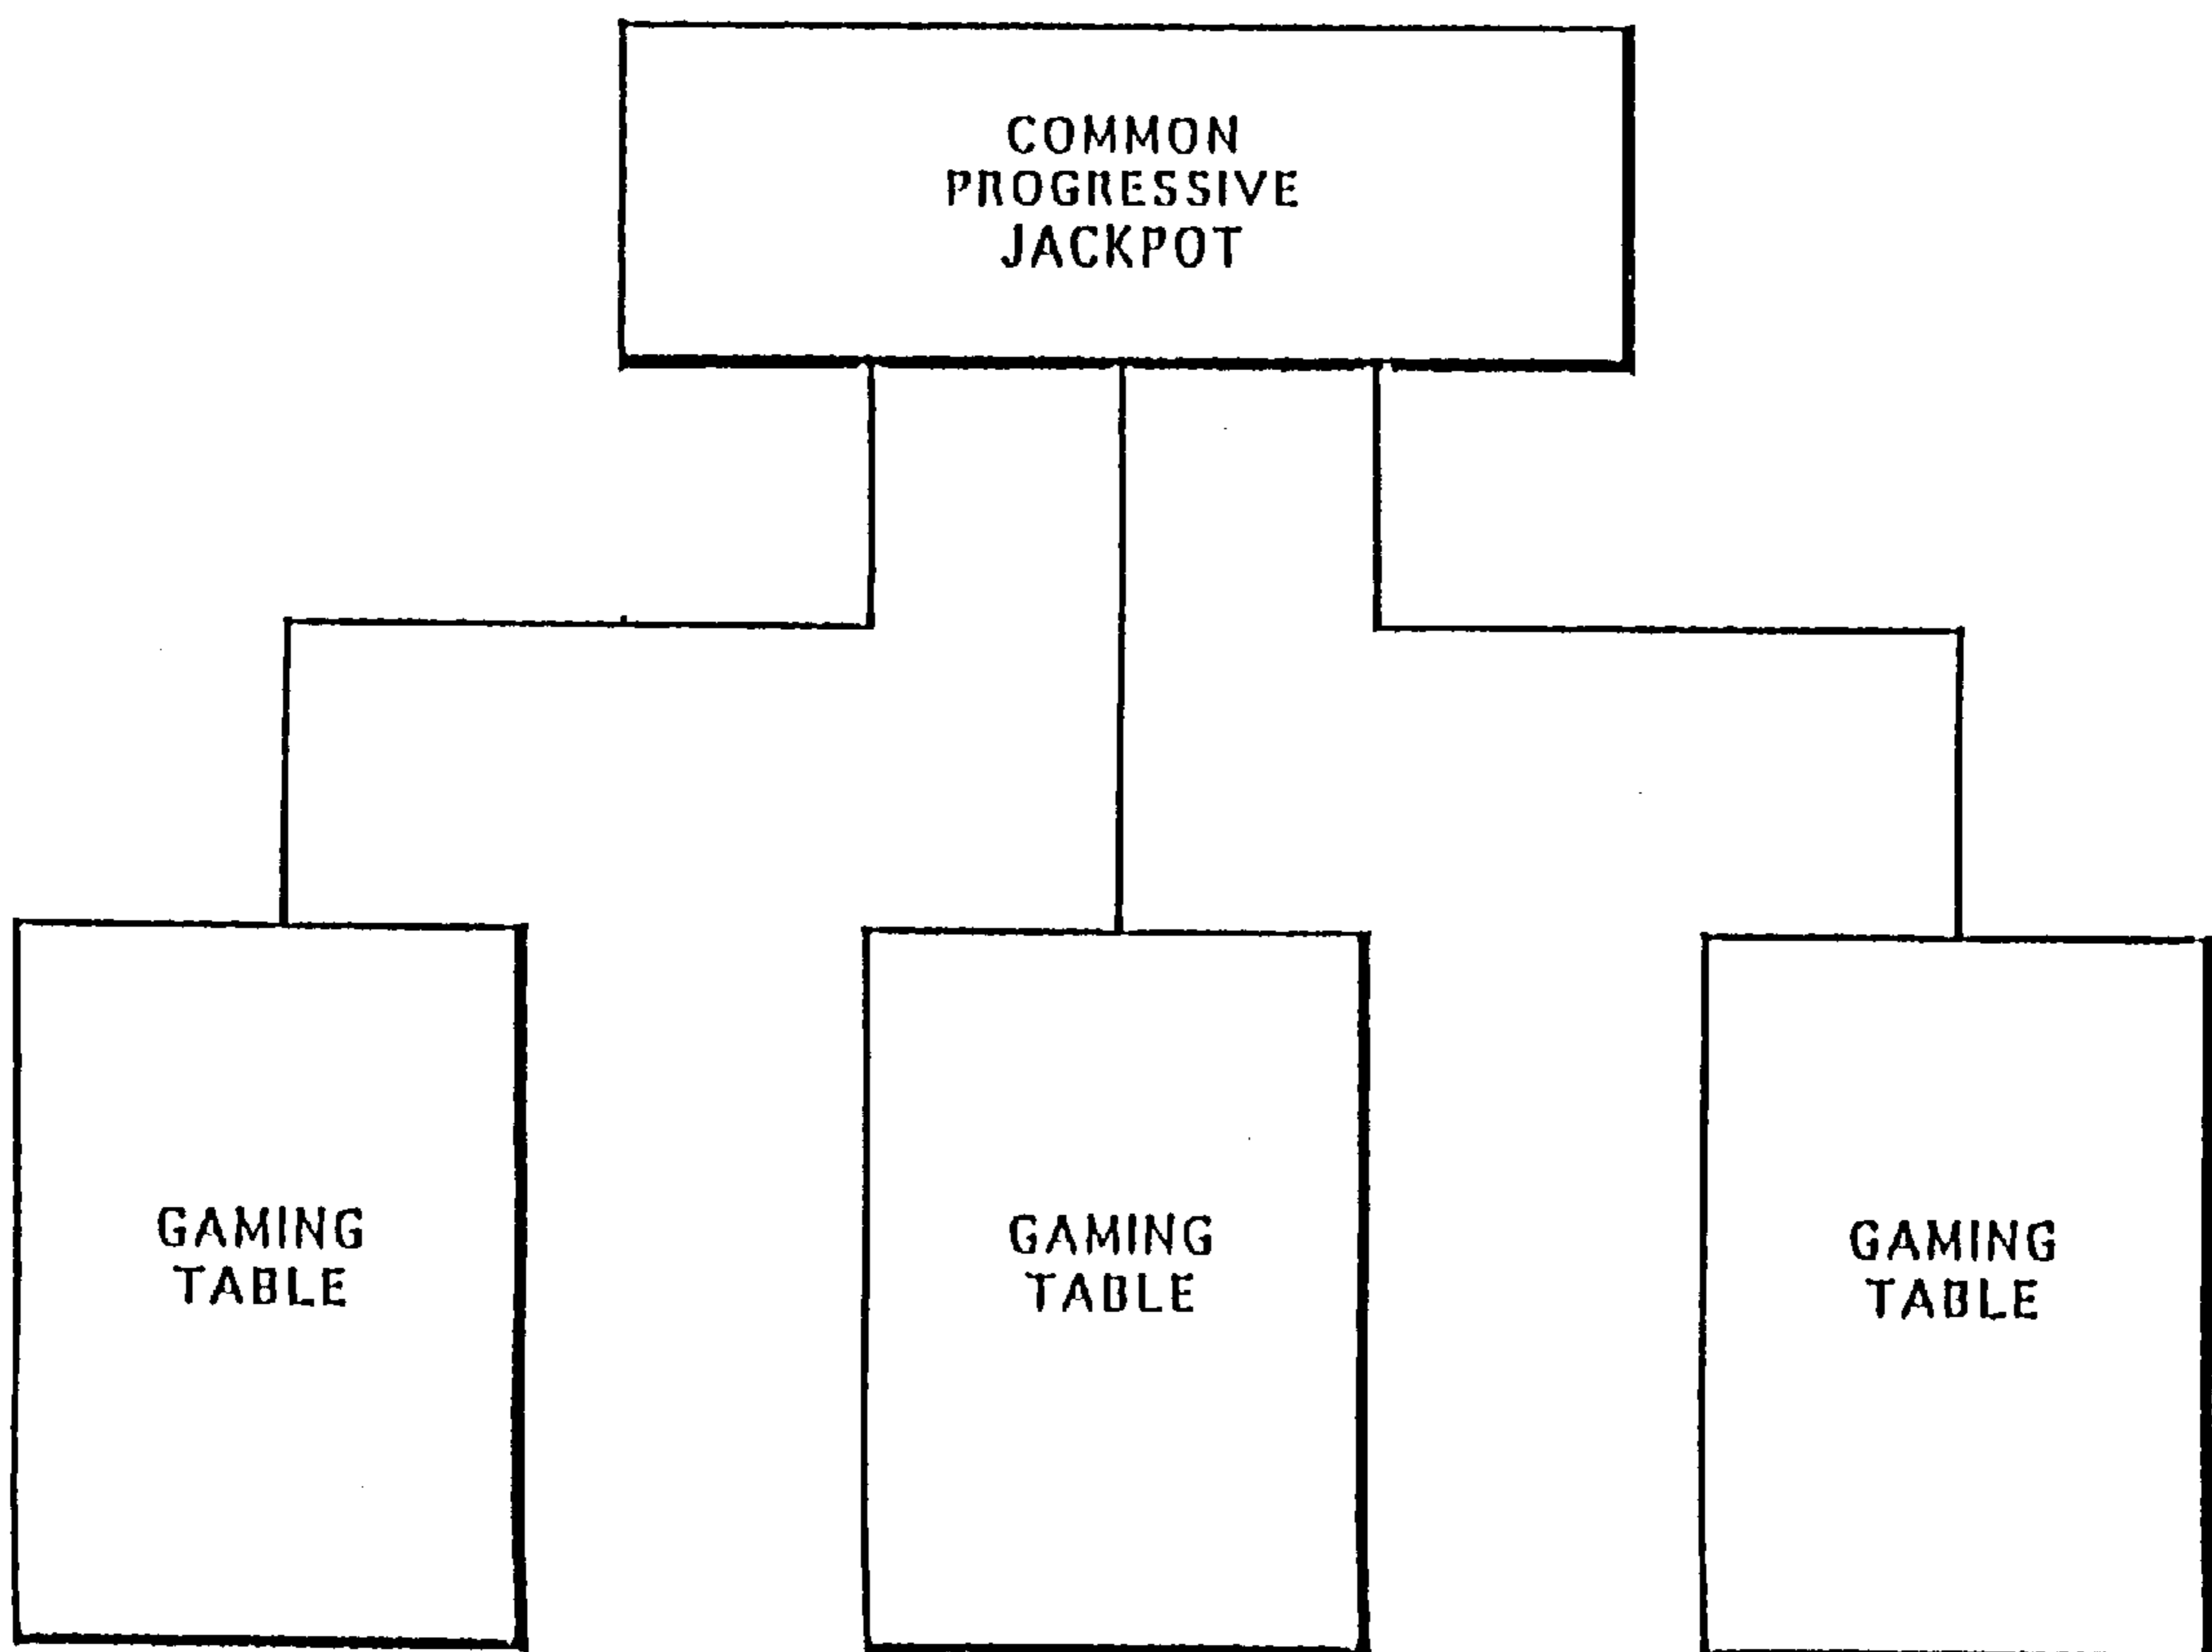 COMMON
PROGRESSIVE
JACKPOT
GAMING
TABLE
GAMING
TABLE
GAMING
TABLE